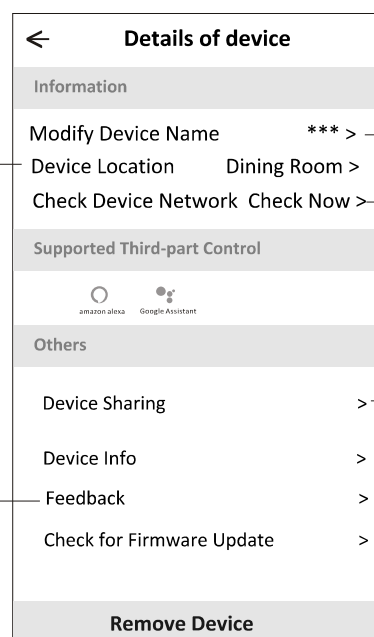 Details of device
Information
Modify Device Name *** >
Device Location Dining Room >
Check Device Network Check Now >
Supported Third-part Control
amazon alexa Google Assistant
Others
Device Sharing >
Device Info >
Feedback >
Check for Firmware Update >
Remove Device